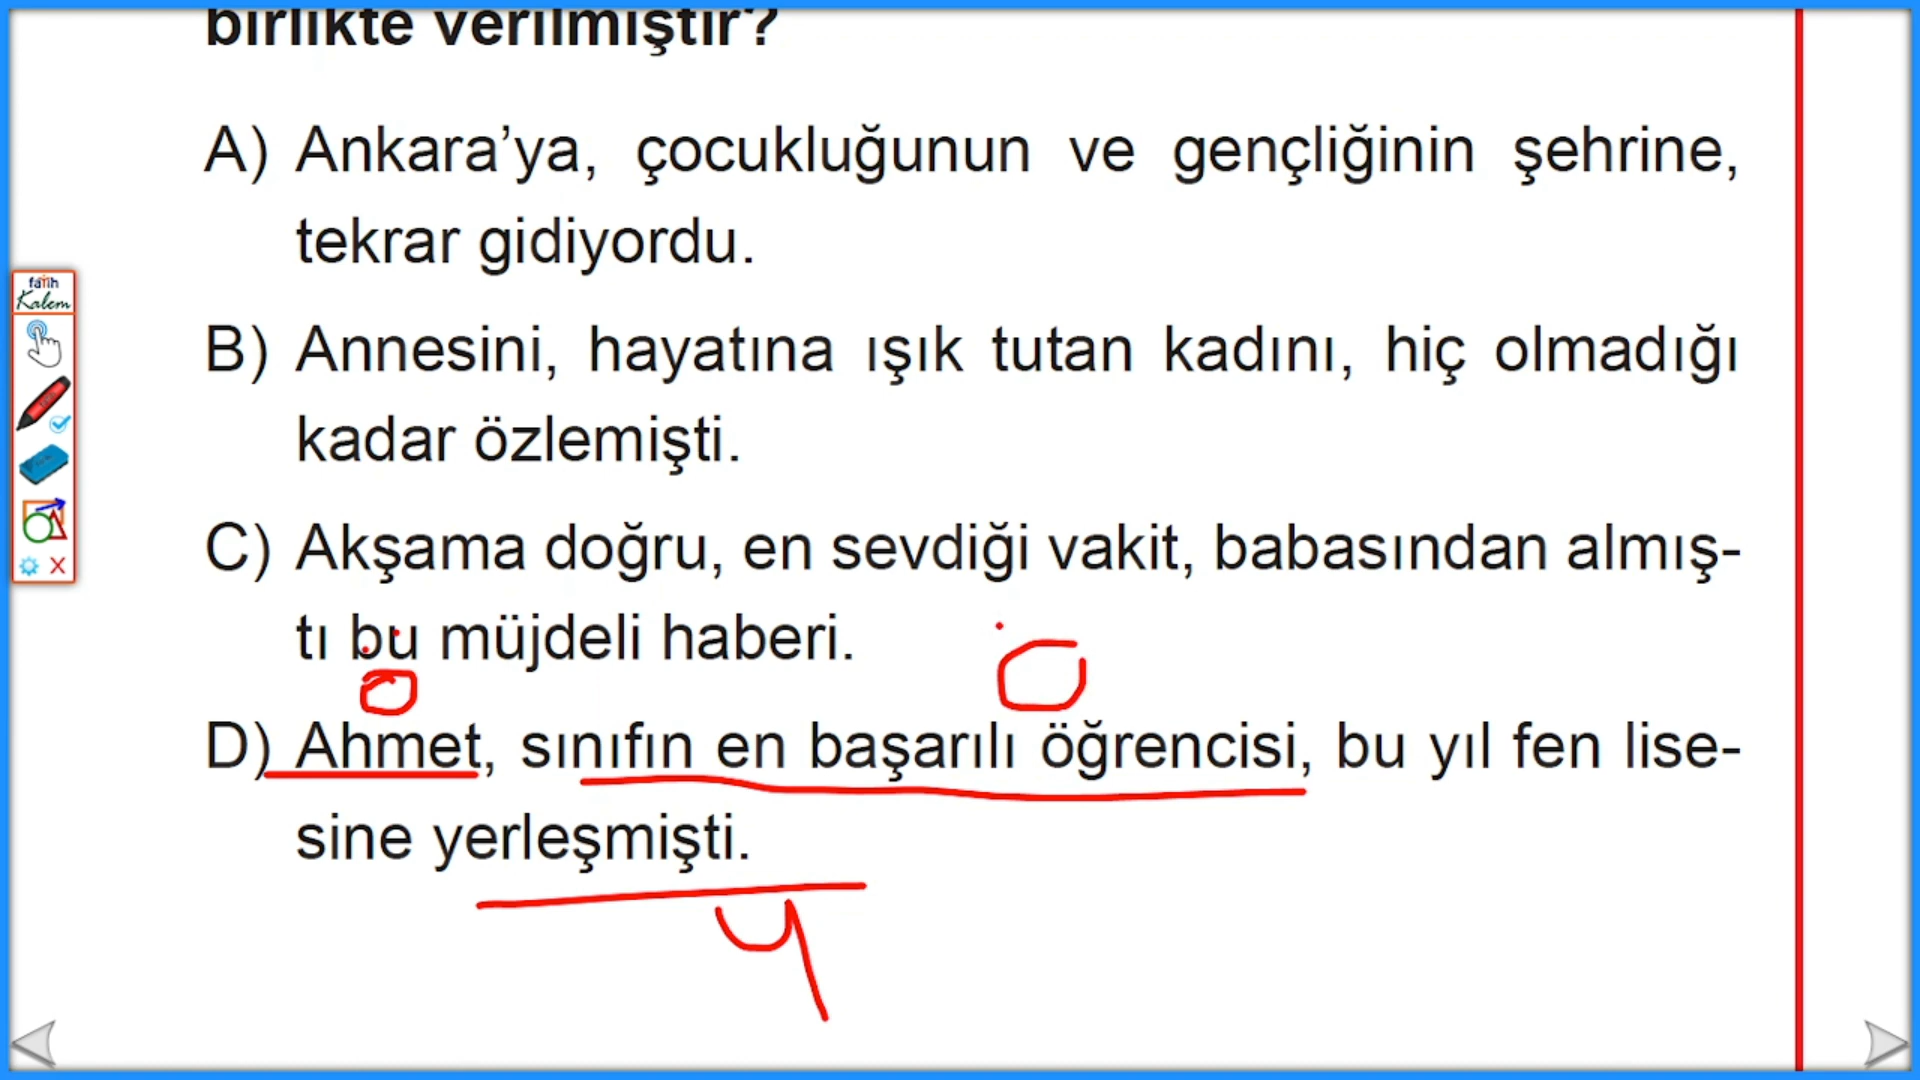 birlikte verilmiştir?
A) Ankara’ya, çocukluğunun ve gençliğinin şehrine,
tekrar gidiyordu.
B) Annesini, hayatına ışık tutan kadını, hiç olmadığı
kadar özlemişti.
C) Akşama doğru, en sevdiği vakit, babasından almış-
tı bu müjdeli haberi.
D) Ahmet, sınıfın en başarılı öğrencisi, bu yıl fen lise-
sine yerleşmişti.
y
fatih
Kalem